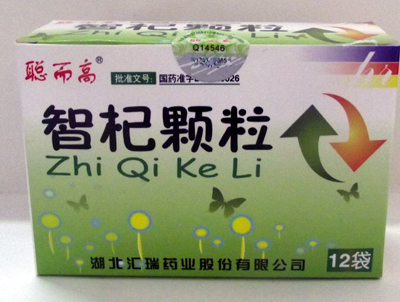 Q14546
聪而高®
批准文号: 国药准字
智杞颗粒
Zhi Qi Ke Li
12袋
湖北汇瑞药业股份有限公司